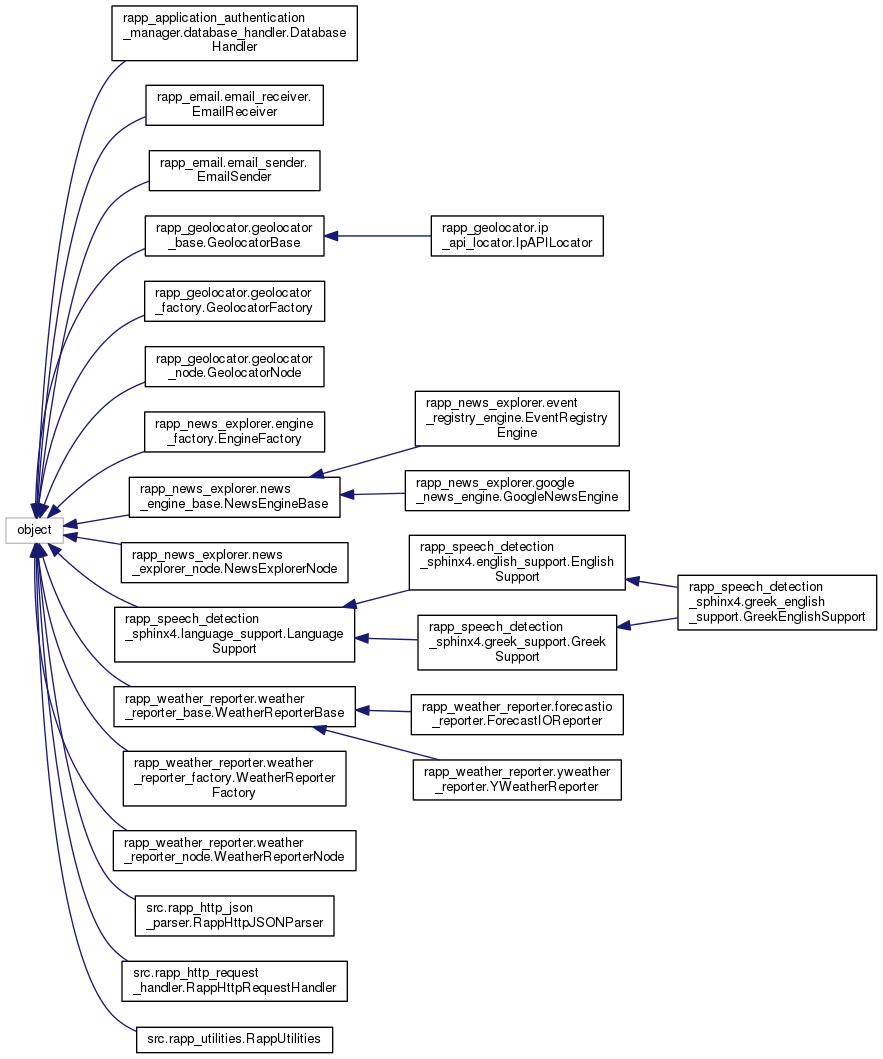 rapp_application_authentication
_manager.database_handler.Database
Handler
rapp_email.email_receiver.
EmailReceiver
rapp_email.email_sender.
EmailSender
rapp_geolocator.geolocator
_base.GeolocatorBase
rapp_geolocator.ip
_api_locator.IpAPILocator
rapp_geolocator.geolocator
_factory.GeolocatorFactory
rapp_geolocator.geolocator
_node.GeolocatorNode
rapp_news_explorer.engine
_factory.EngineFactory
rapp_news_explorer.event
_registry_engine.EventRegistry
Engine
rapp_news_explorer.news
_engine_base.NewsEngineBase
rapp_news_explorer.google
_news_engine.GoogleNewsEngine
object
rapp_news_explorer.news
_explorer_node.NewsExplorerNode
rapp_speech_detection
_sphinx4.english_support.English
Support
rapp_speech_detection
_sphinx4.greek_english
_support.GreekEnglishSupport
rapp_speech_detection
_sphinx4.language_support.Language
Support
rapp_speech_detection
_sphinx4.greek_support.Greek
Support
rapp_weather_reporter.weather
_reporter_base.WeatherReporterBase
rapp_weather_reporter.forecastio
_reporter.ForecastIOReporter
rapp_weather_reporter.weather
_reporter_factory.WeatherReporter
Factory
rapp_weather_reporter.yweather
_reporter.YWeatherReporter
rapp_weather_reporter.weather
_reporter_node.WeatherReporterNode
src.rapp_http_json
_parser.RappHttpJSONParser
src.rapp_http_request
_handler.RappHttpRequestHandler
src.rapp_utilities.RappUtilities